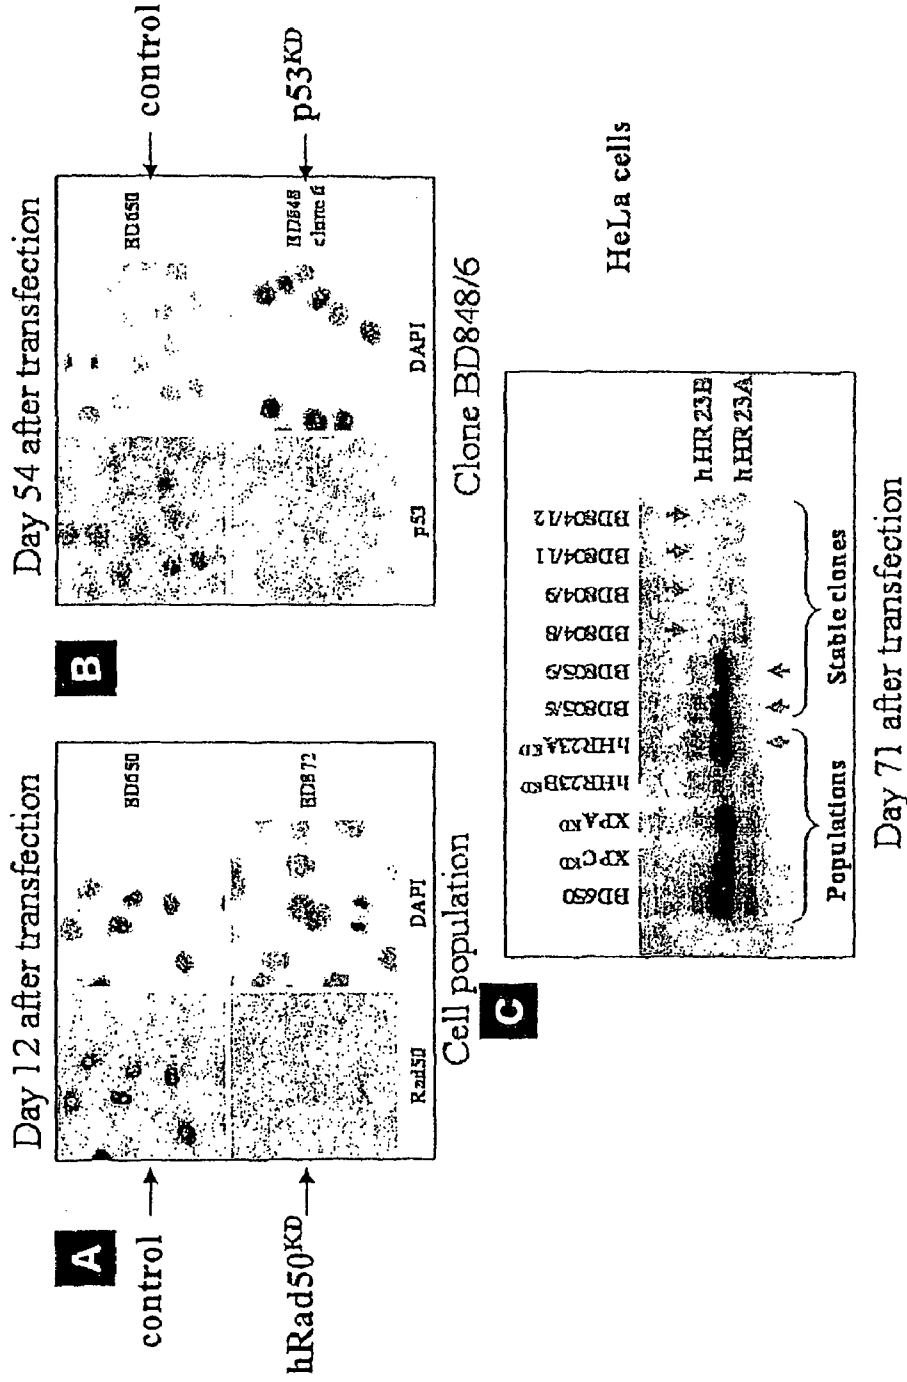 A
Day 12 after transfection
control
BD650
hRad50KD
BD872
Rad50
DAPI
Cell population
B
Day 54 after transfection
BD650
control
BD848
clone 6
p53KD
p53
DAPI
Clone BD848/6
C
BD650
XPCKD
XPAKD
hHR23BKD
hHR23AKD
BD805/5
BD805/9
BD804/8
BD804/9
BD804/11
BD804/12
hHR23B
hHR23A
Populations
Stable clones
HeLa cells
Day 71 after transfection